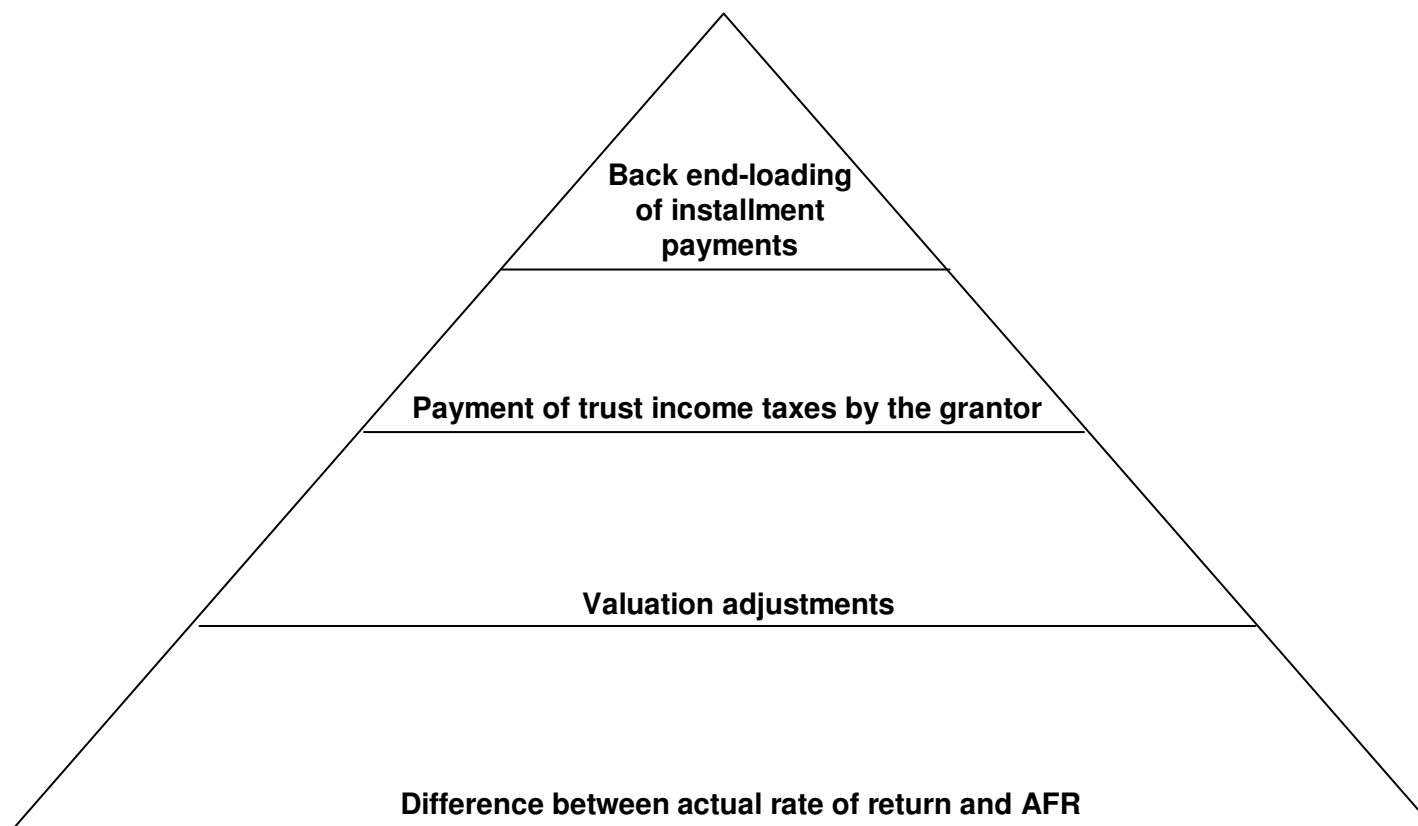 Back end-loading
of installment
payments
Payment of trust income taxes by the grantor
Valuation adjustments
Difference between actual rate of return and AFR